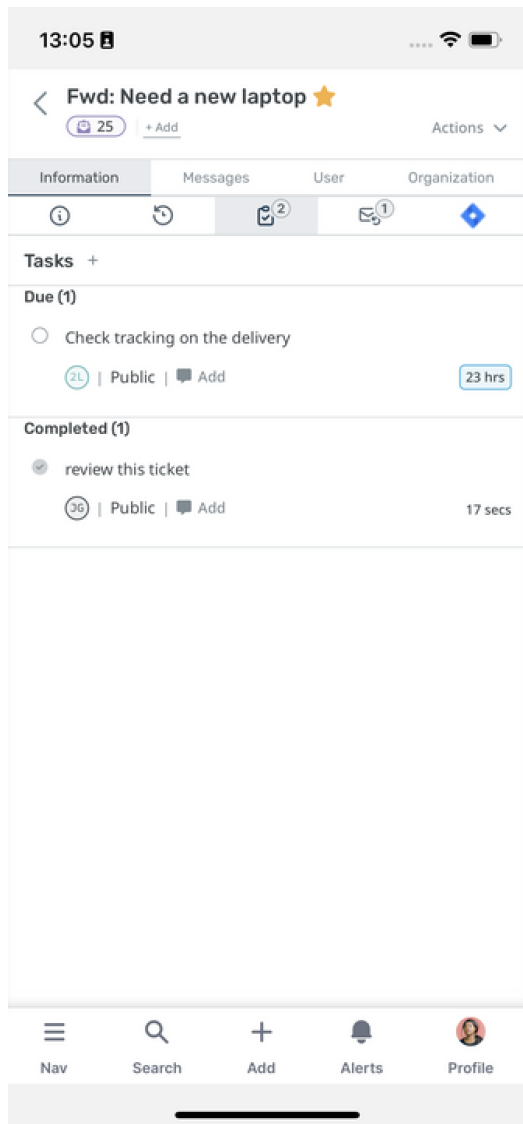 13:05
Fwd: Need a new laptop
25 + Add
Actions
Information Messages User Organization
2 1
Tasks +
Due (1)
Check tracking on the delivery
2L | Public | Add
23 hrs
Completed (1)
review this ticket
JG | Public | Add
17 secs
Nav Search Add Alerts Profile